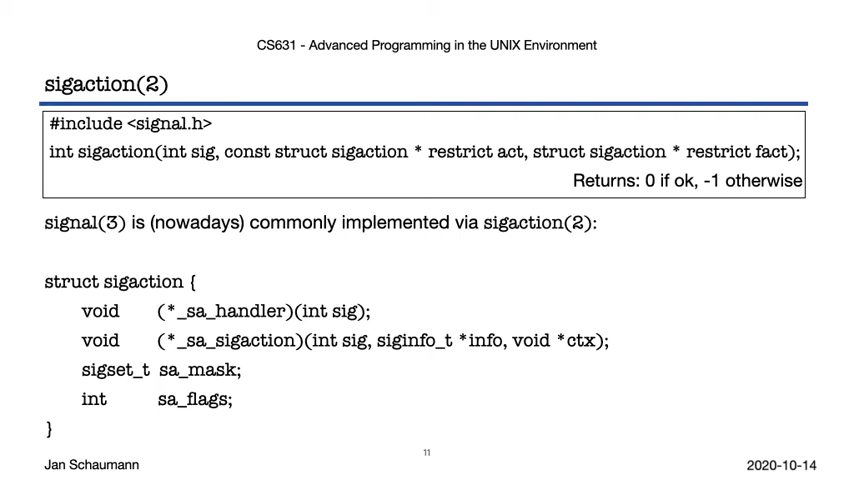 CS631 - Advanced Programming in the UNIX Environment
sigaction(2)
#include <signal.h>
int sigaction(int sig, const struct sigaction * restrict act, struct sigaction * restrict fact);
Returns: 0 if ok, -1 otherwise
signal(3) is (nowadays) commonly implemented via sigaction(2):
struct sigaction {
void (*_sa_handler)(int sig);
void (*_sa_sigaction)(int sig, siginfo_t *info, void *ctx);
sigset_t sa_mask;
int sa_flags;
}
11
Jan Schaumann
2020-10-14